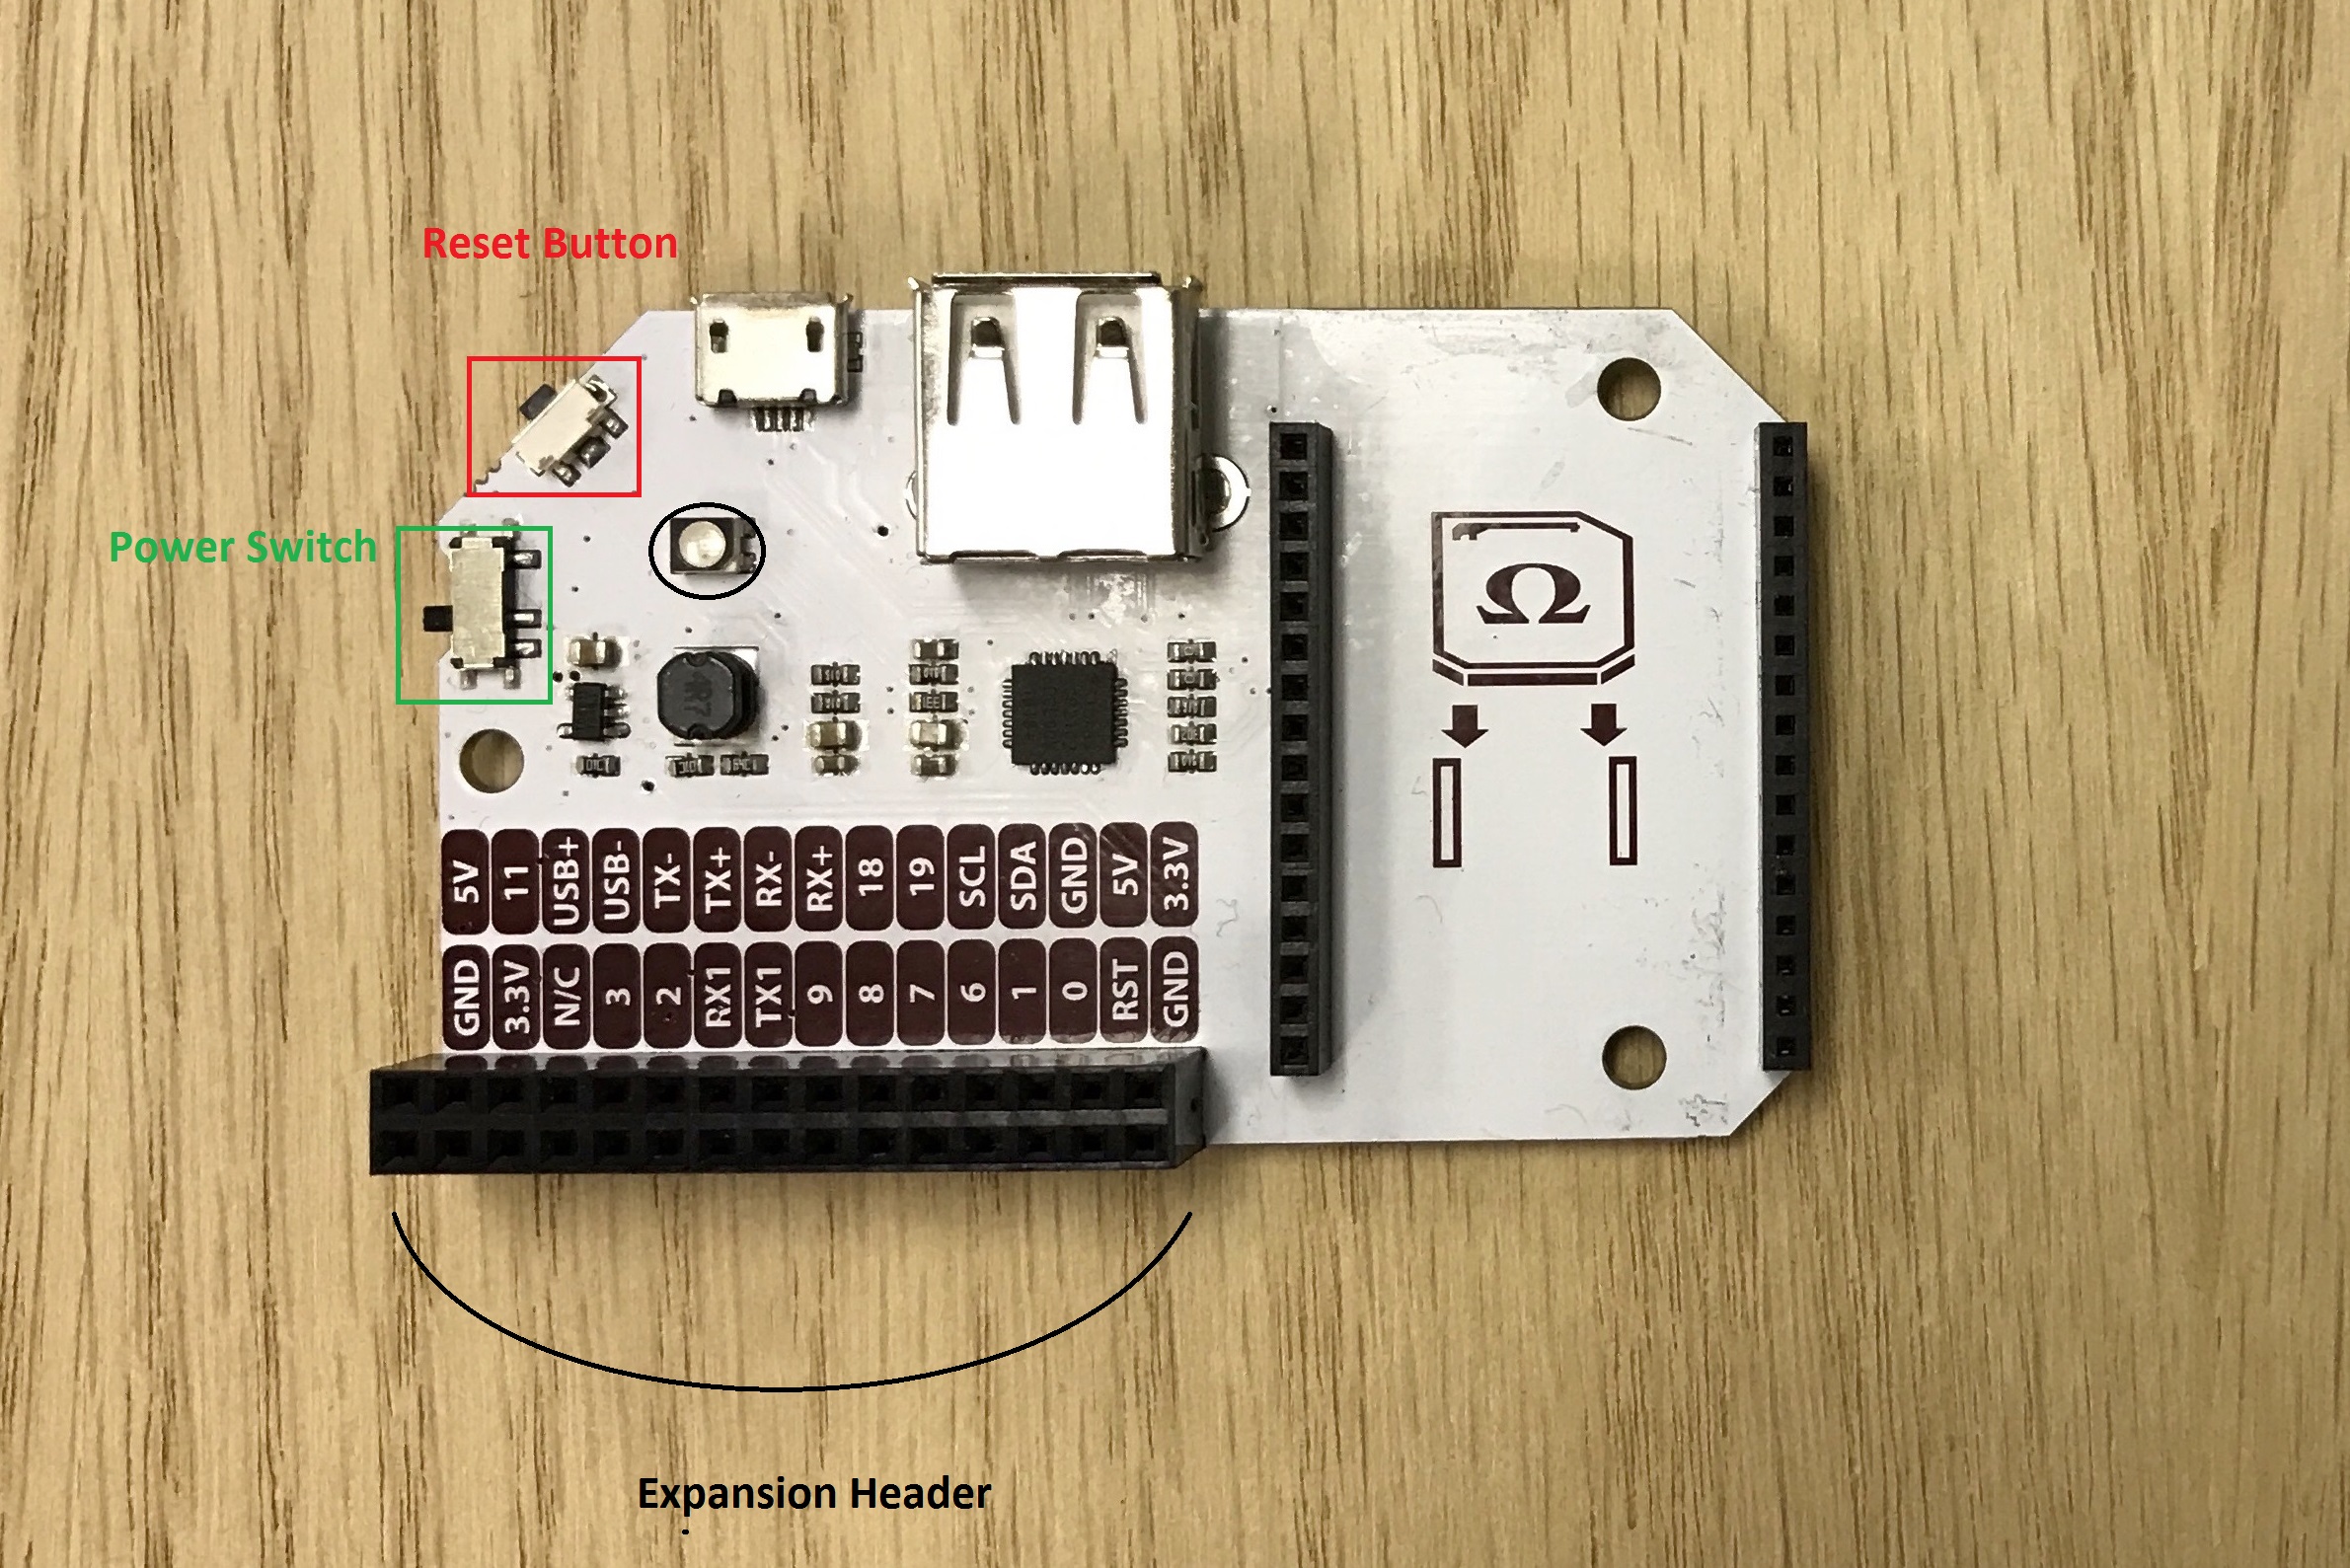 Reset Button
Power Switch
Ω
4R7
5V 11 USB+ USB- TX- TX+ RX- RX+ 18 19 SCL SDA GND 5V 3.3V
GND 3.3V N/C 3 2 RX1 TX1 9 8 7 6 1 0 RST GND
Expansion Header